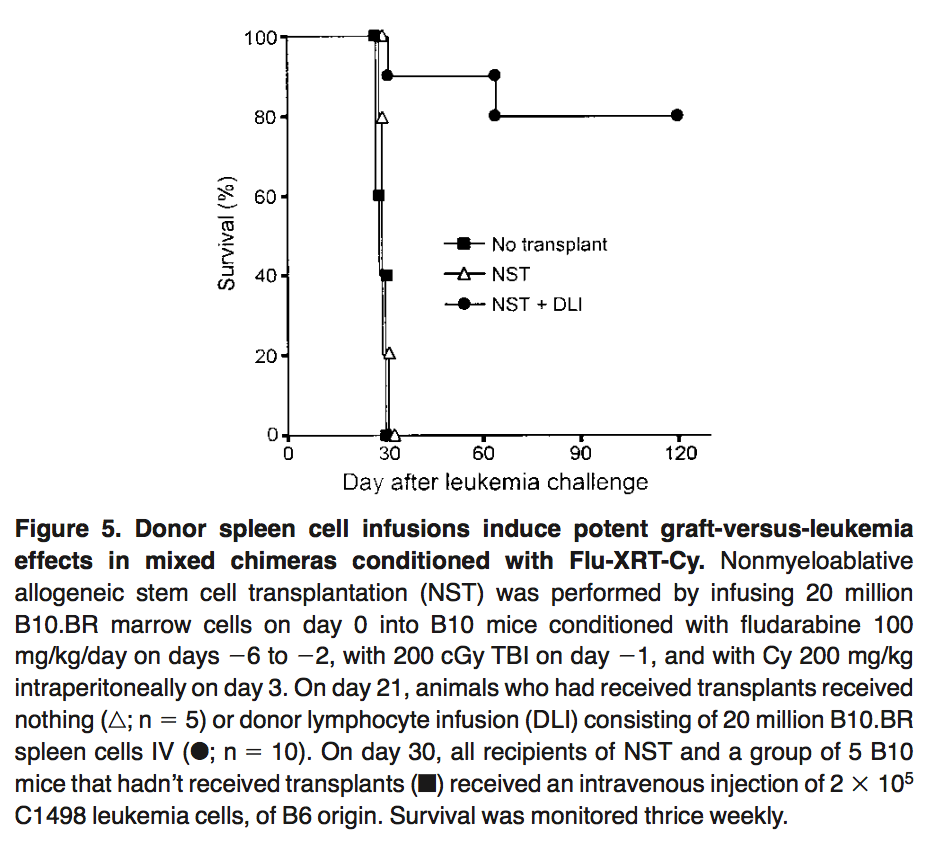 100
80
60
40
20
0
Survival (%)
No transplant
NST
NST + DLI
0 30 60 90 120
Day after leukemia challenge
Figure 5. Donor spleen cell infusions induce potent graft-versus-leukemia
effects in mixed chimeras conditioned with Flu-XRT-Cy. Nonmyeloablative
allogeneic stem cell transplantation (NST) was performed by infusing 20 million
B10.BR marrow cells on day 0 into B10 mice conditioned with fludarabine 100
mg/kg/day on days −6 to −2, with 200 cGy TBI on day −1, and with Cy 200 mg/kg
intraperitoneally on day 3. On day 21, animals who had received transplants received
nothing (△; n = 5) or donor lymphocyte infusion (DLI) consisting of 20 million B10.BR
spleen cells IV (●; n = 10). On day 30, all recipients of NST and a group of 5 B10
mice that hadn't received transplants (■) received an intravenous injection of 2 × 10⁵
C1498 leukemia cells, of B6 origin. Survival was monitored thrice weekly.